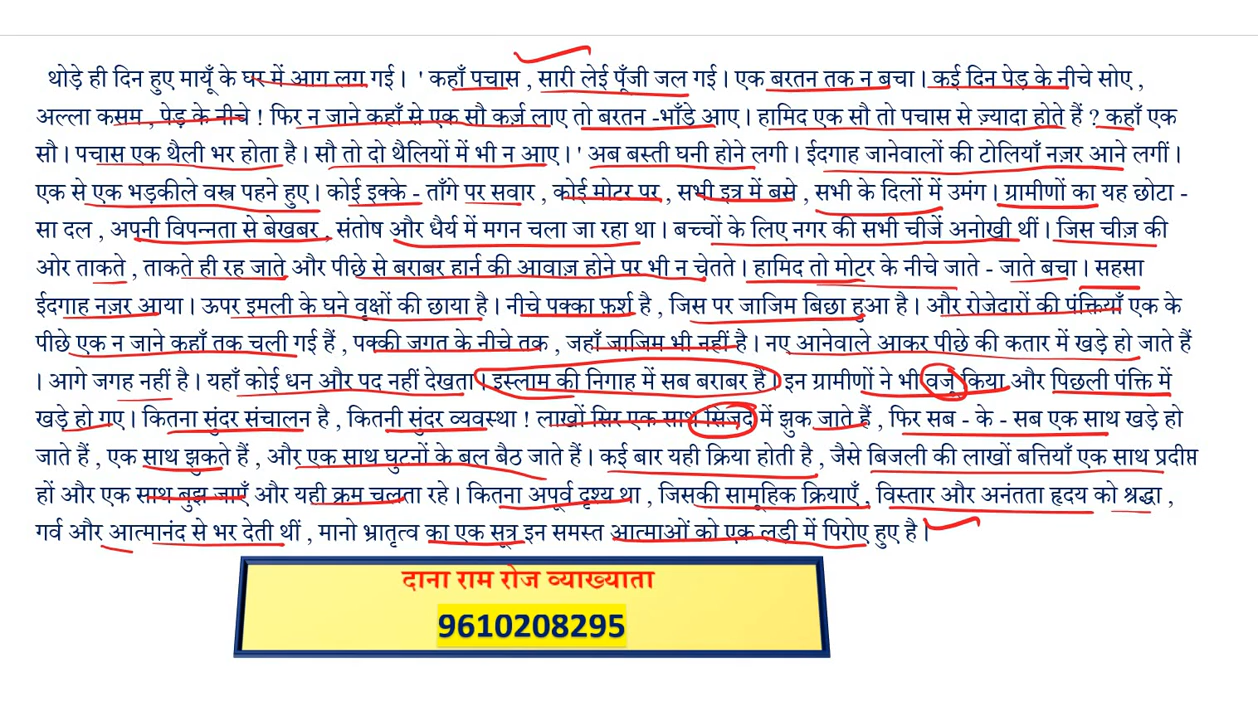 थोड़े ही दिन हुए मायूँ के घर में आग लग गई। ' कहाँ पचास , सारी लेई पूँजी जल गई। एक बरतन तक न बचा। कई दिन पेड़ के नीचे सोए ,
अल्ला कसम , पेड़ के नीचे ! फिर न जाने कहाँ से एक सौ कर्ज़ लाए तो बरतन -भाँडे आए। हामिद एक सौ तो पचास से ज़्यादा होते हैं ? कहाँ एक
सौ। पचास एक थैली भर होता है। सौ तो दो थैलियों में भी न आए। ' अब बस्ती घनी होने लगी। ईदगाह जानेवालों की टोलियाँ नज़र आने लगीं।
एक से एक भड़कीले वस्त्र पहने हुए। कोई इक्के - ताँगे पर सवार , कोई मोटर पर , सभी इत्र में बसे , सभी के दिलों में उमंग। ग्रामीणों का यह छोटा -
सा दल , अपनी विपन्नता से बेखबर , संतोष और धैर्य में मगन चला जा रहा था। बच्चों के लिए नगर की सभी चीजें अनोखी थीं। जिस चीज़ की
ओर ताकते , ताकते ही रह जाते और पीछे से बराबर हार्न की आवाज़ होने पर भी न चेतते। हामिद तो मोटर के नीचे जाते - जाते बचा। सहसा
ईदगाह नज़र आया। ऊपर इमली के घने वृक्षों की छाया है। नीचे पक्का फ़र्श है , जिस पर जाजिम बिछा हुआ है। और रोजेदारों की पंक्तियाँ एक के
पीछे एक न जाने कहाँ तक चली गई हैं , पक्की जगत के नीचे तक , जहाँ जाजिम भी नहीं है। नए आनेवाले आकर पीछे की कतार में खड़े हो जाते हैं
। आगे जगह नहीं है। यहाँ कोई धन और पद नहीं देखता। इस्लाम की निगाह में सब बराबर हैं। इन ग्रामीणों ने भी वजू किया और पिछली पंक्ति में
खड़े हो गए। कितना सुंदर संचालन है , कितनी सुंदर व्यवस्था ! लाखों सिर एक साथ सिजदे में झुक जाते हैं , फिर सब - के - सब एक साथ खड़े हो
जाते हैं , एक साथ झुकते हैं , और एक साथ घुटनों के बल बैठ जाते हैं। कई बार यही क्रिया होती है , जैसे बिजली की लाखों बत्तियाँ एक साथ प्रदीप्त
हों और एक साथ बुझ जाएँ और यही क्रम चलता रहे। कितना अपूर्व दृश्य था , जिसकी सामूहिक क्रियाएँ , विस्तार और अनंतता हृदय को श्रद्धा ,
गर्व और आत्मानंद से भर देती थीं , मानो भ्रातृत्व का एक सूत्र इन समस्त आत्माओं को एक लड़ी में पिरोए हुए है।
दाना राम रोज व्याख्याता
9610208295